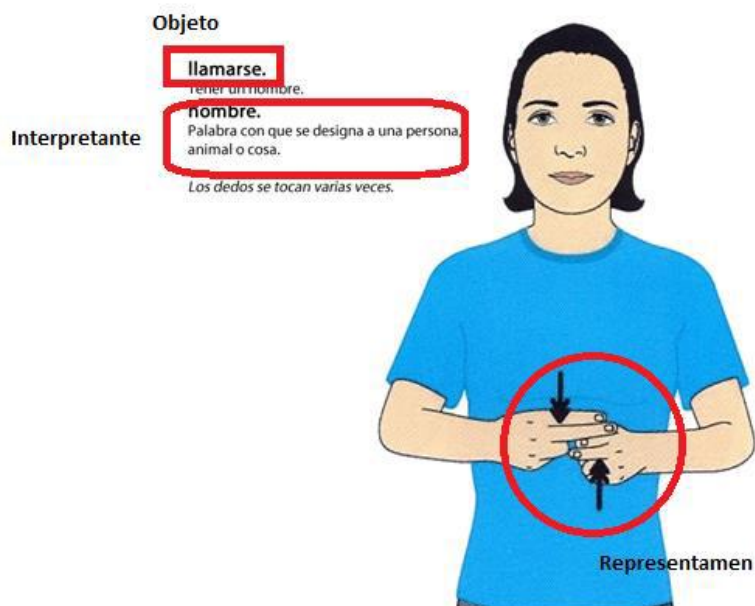 Objeto
llamarse.
Tener un nombre.
nombre.
Interpretante
Palabra con que se designa a una persona,
animal o cosa.
Los dedos se tocan varias veces.
Representamen